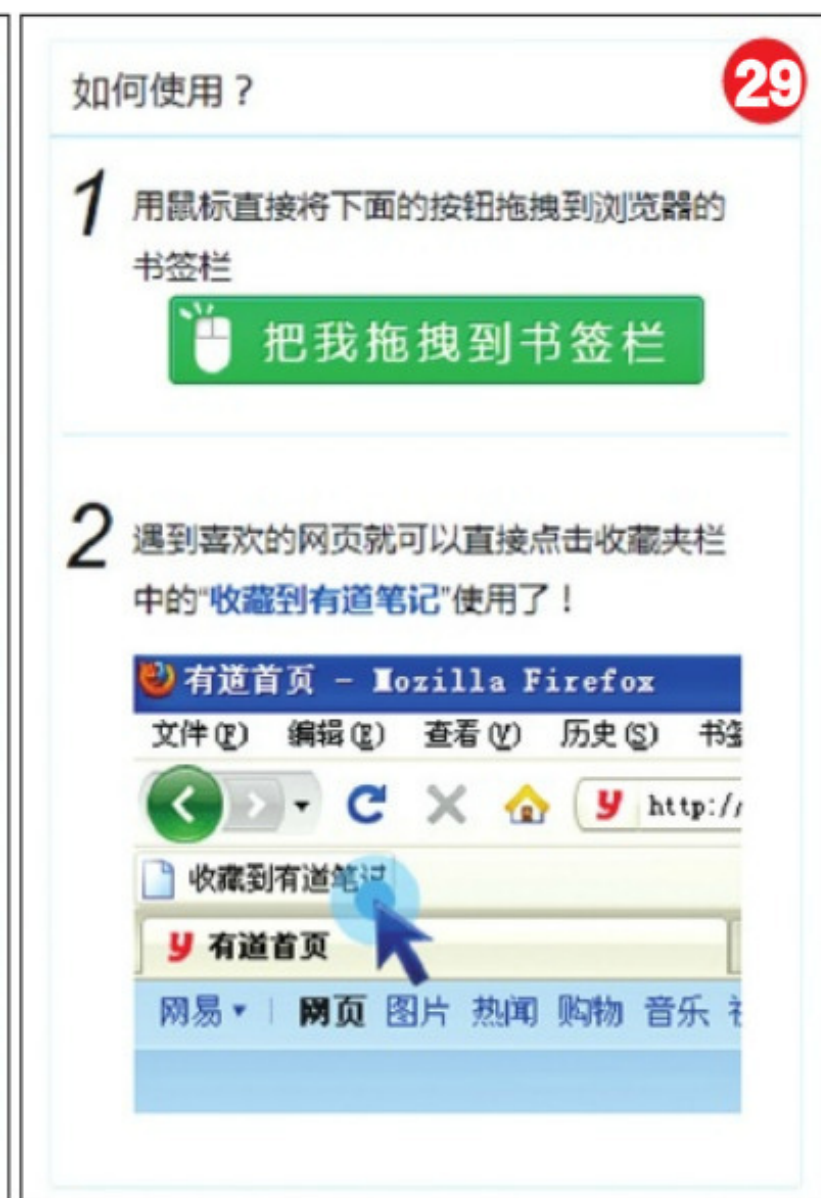 如何使用？
29
1 用鼠标直接将下面的按钮拖拽到浏览器的
书签栏
把我拖拽到书签栏
2 遇到喜欢的网页就可以直接点击收藏夹栏
中的“收藏到有道笔记”使用了！
有道首页 - Mozilla Firefox
文件(F) 编辑(E) 查看(V) 历史(S) 书签
y http://
收藏到有道笔记
y 有道首页
网易 网页 图片 热闻 购物 音乐